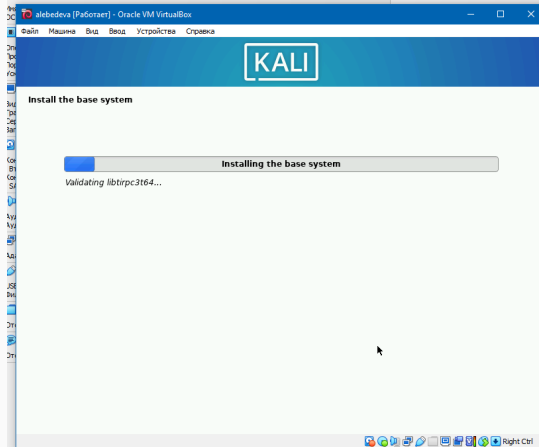 alebedeva [Работает] - Oracle VM VirtualBox
Файл Машина Вид Ввод Устройства Справка
KALI
Install the base system
Installing the base system
Validating libtirpc3t64...
Right Ctrl